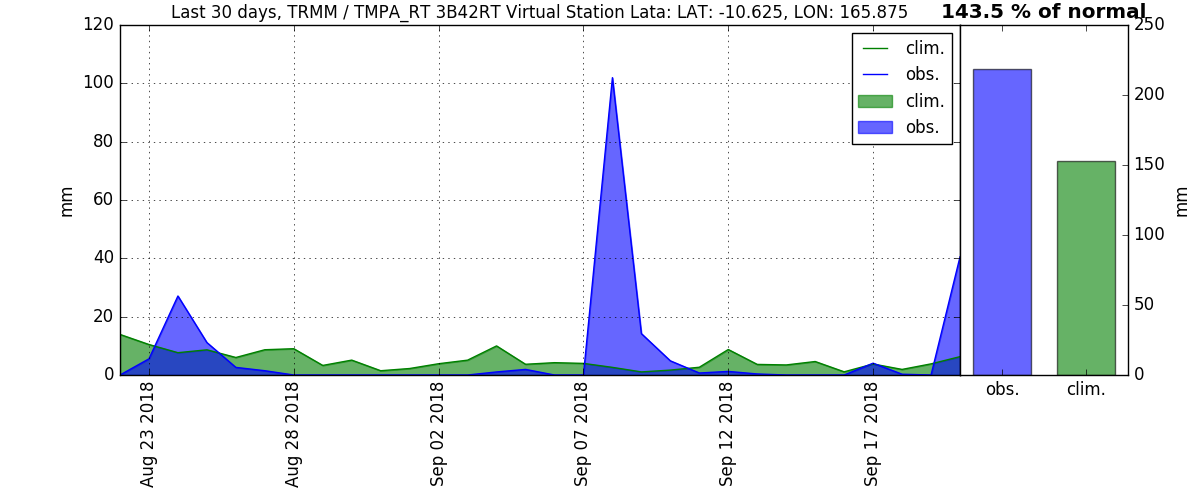 Last 30 days, TRMM / TMPA_RT 3B42RT Virtual Station Lata: LAT: -10.625, LON: 165.875
143.5 % of normal
120
100
80
60
40
20
0
mm
clim.
obs.
clim.
obs.
Aug 23 2018
Aug 28 2018
Sep 02 2018
Sep 07 2018
Sep 12 2018
Sep 17 2018
250
200
150
100
50
0
mm
obs.
clim.